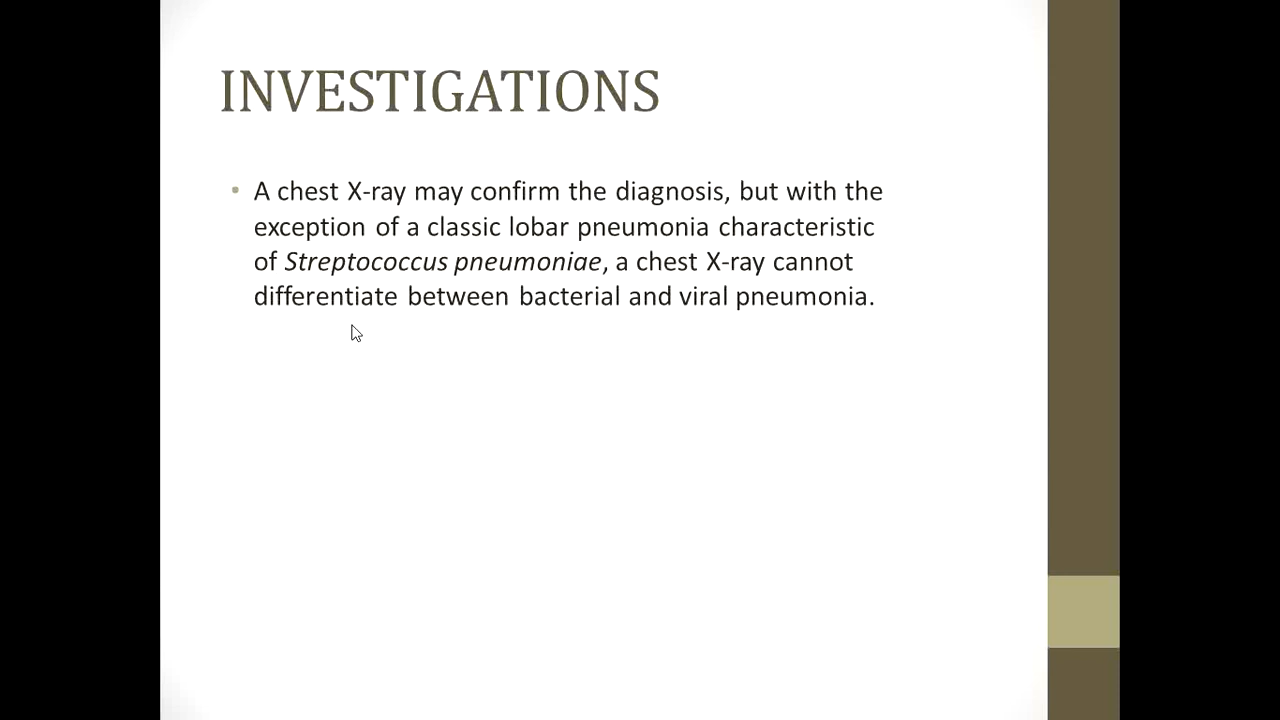 INVESTIGATIONS
• A chest X-ray may confirm the diagnosis, but with the
exception of a classic lobar pneumonia characteristic
of Streptococcus pneumoniae, a chest X-ray cannot
differentiate between bacterial and viral pneumonia.